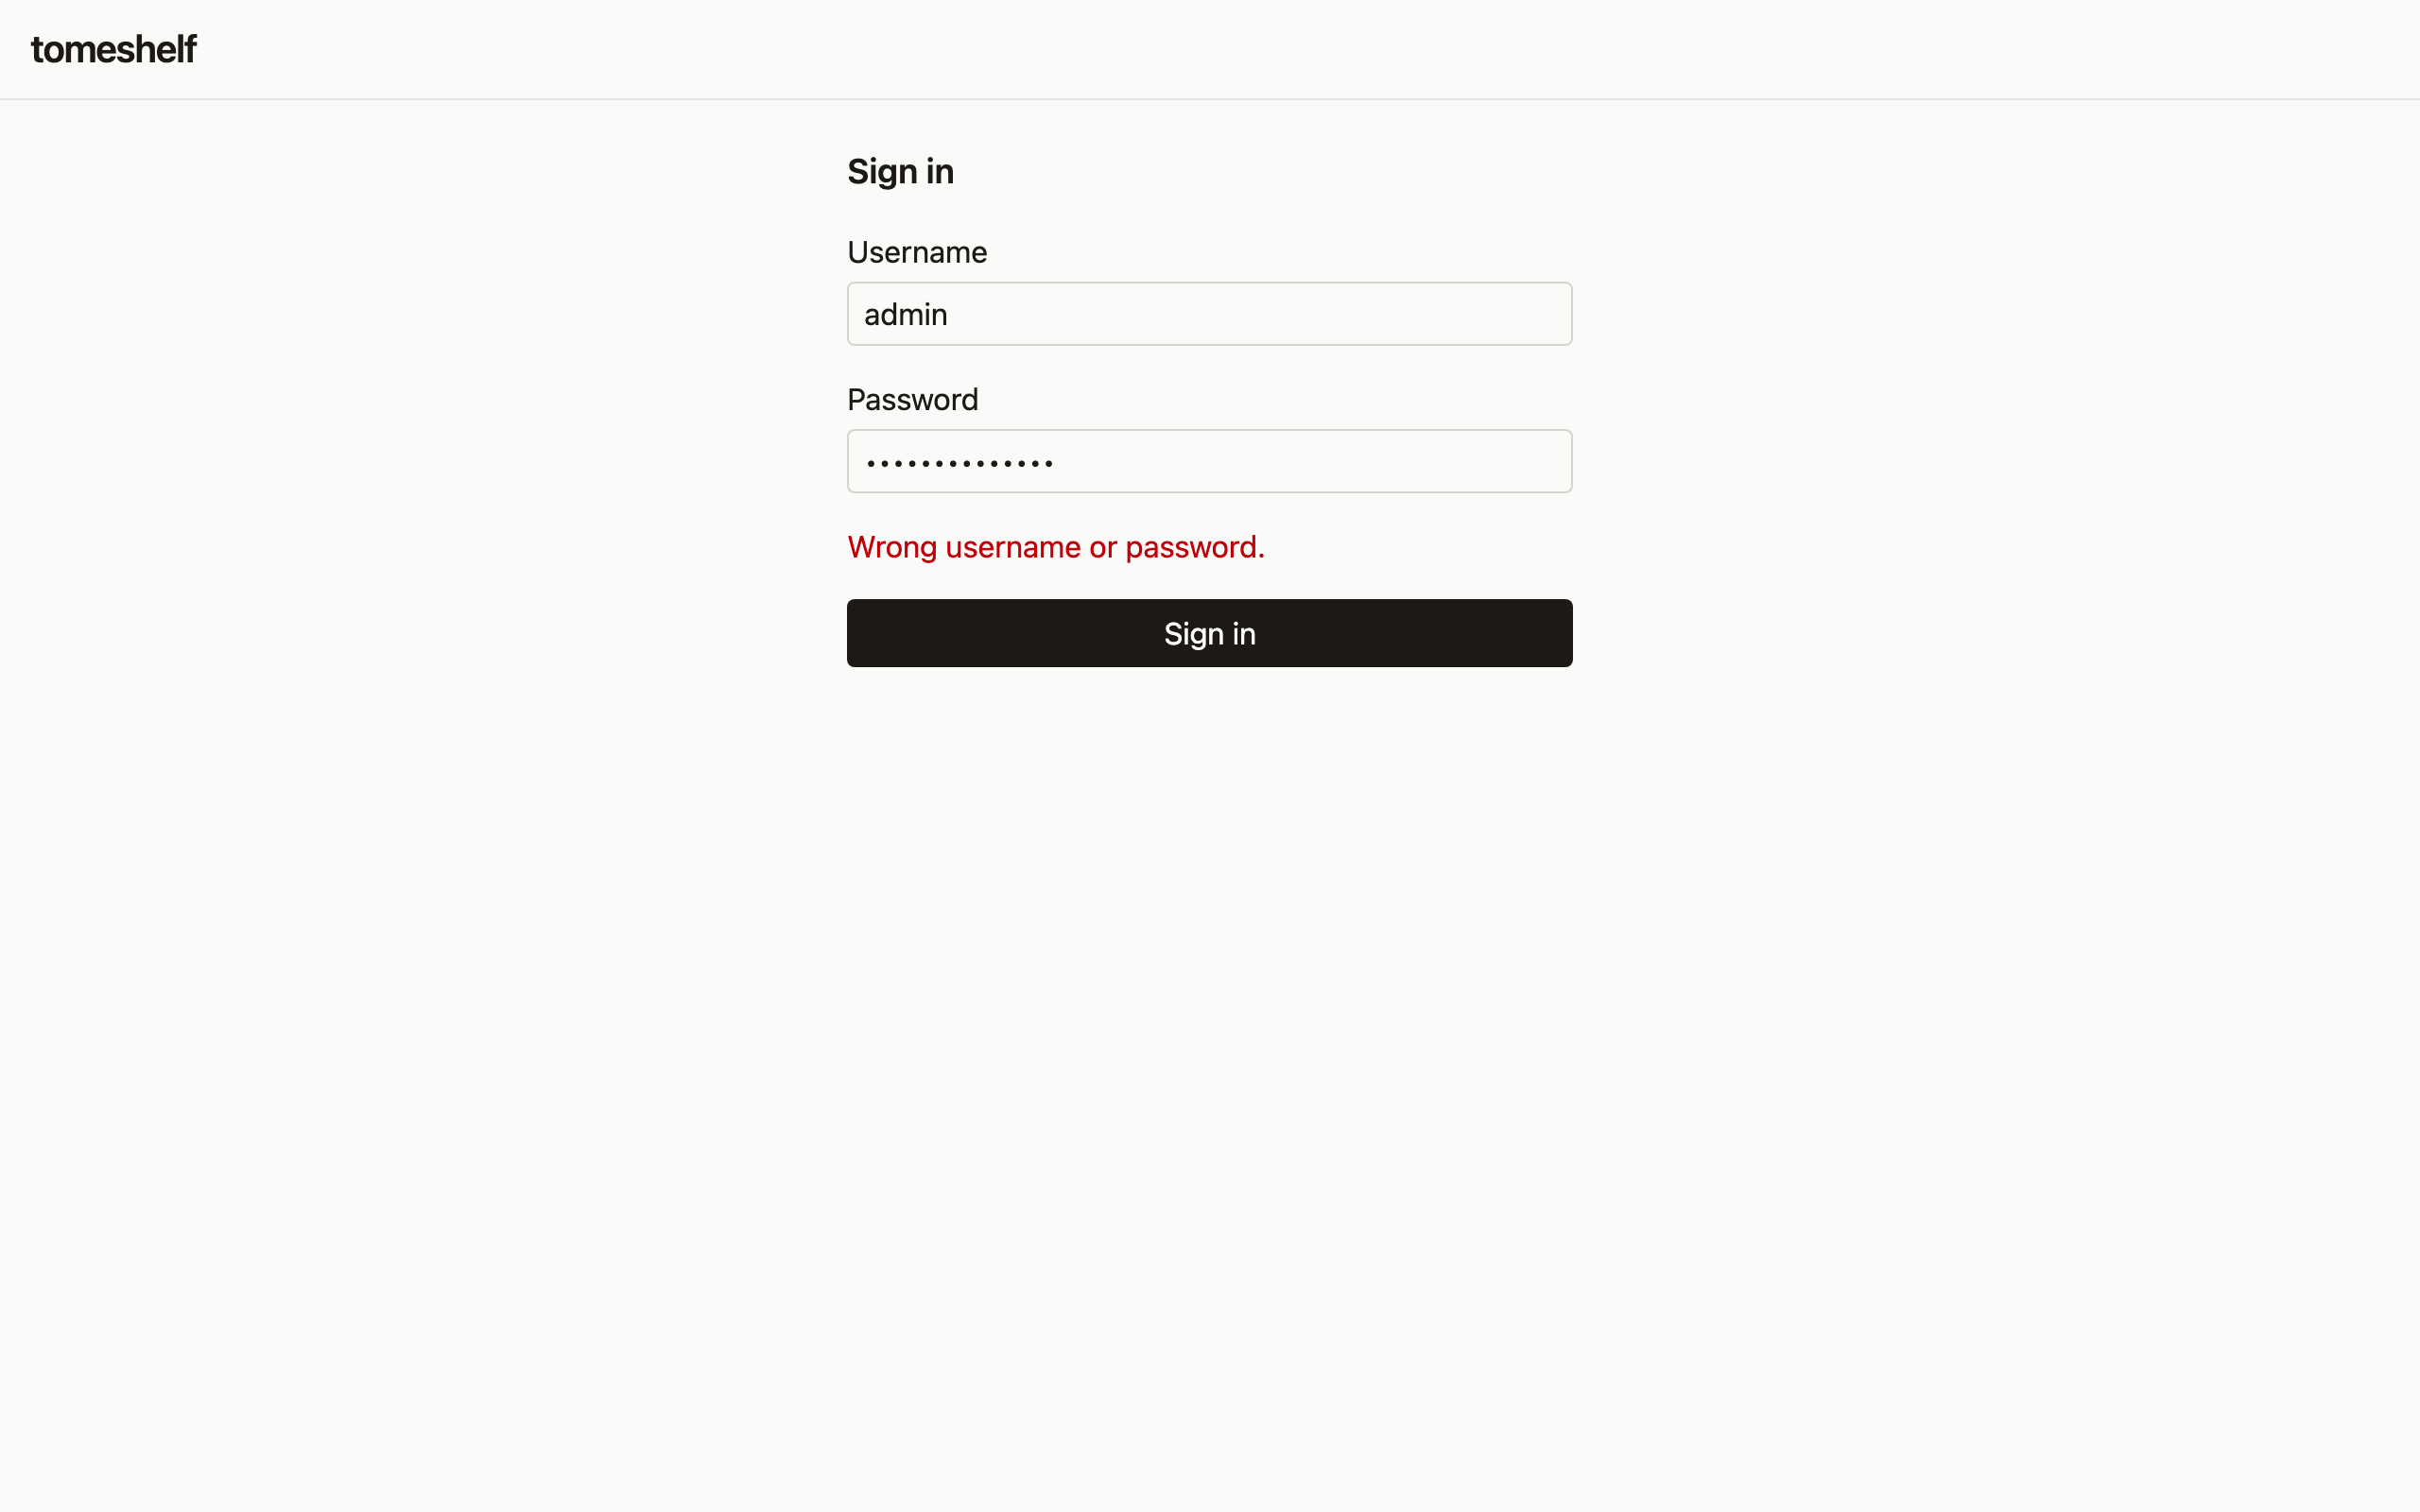 tomeshelf
Sign in
Username
admin
Password
••••••••••••••
Wrong username or password.
Sign in